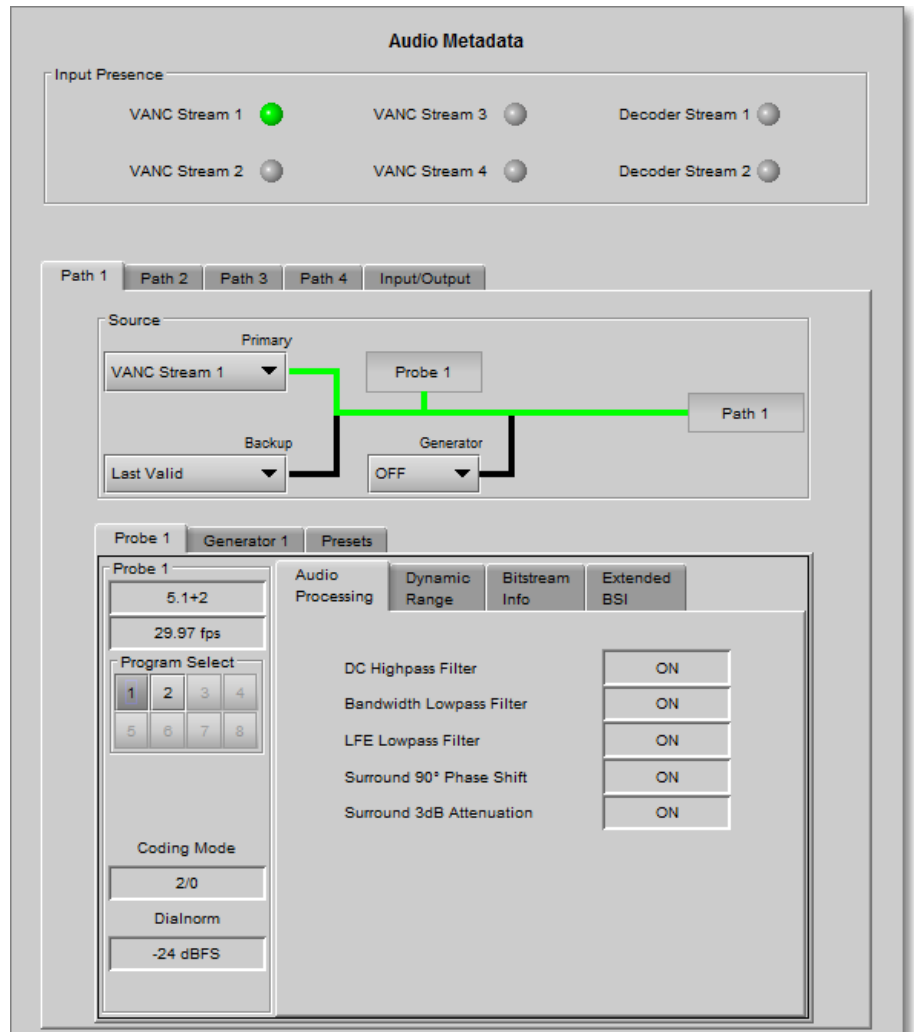 Audio Metadata
Input Presence
VANC Stream 1
VANC Stream 3
Decoder Stream 1
VANC Stream 2
VANC Stream 4
Decoder Stream 2
Path 1
Path 2
Path 3
Path 4
Input/Output
Source
Primary
VANC Stream 1
Probe 1
Path 1
Backup
Generator
Last Valid
OFF
Probe 1
Generator 1
Presets
Probe 1
5.1+2
29.97 fps
Program Select
1 2 3 4
5 6 7 8
Coding Mode
2/0
Dialnorm
-24 dBFS
Audio
Processing
Dynamic
Range
Bitstream
Info
Extended
BSI
DC Highpass Filter ON
Bandwidth Lowpass Filter ON
LFE Lowpass Filter ON
Surround 90° Phase Shift ON
Surround 3dB Attenuation ON